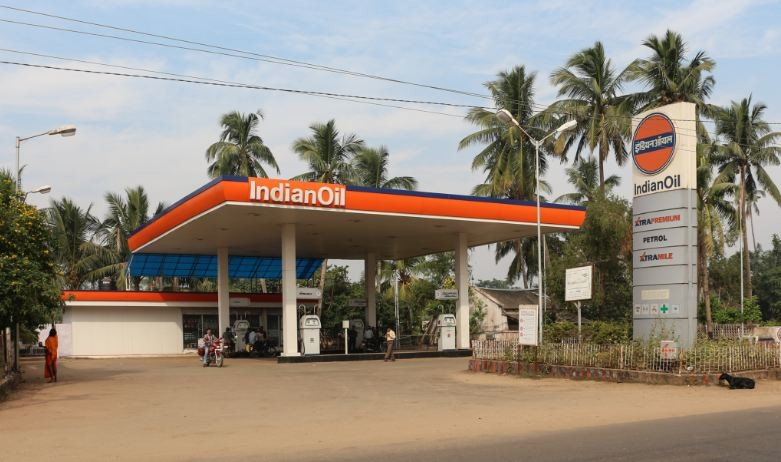 IndianOil
इंडियनऑयल
IndianOil
XTRAPREMIUM
PETROL
XTRAMILE